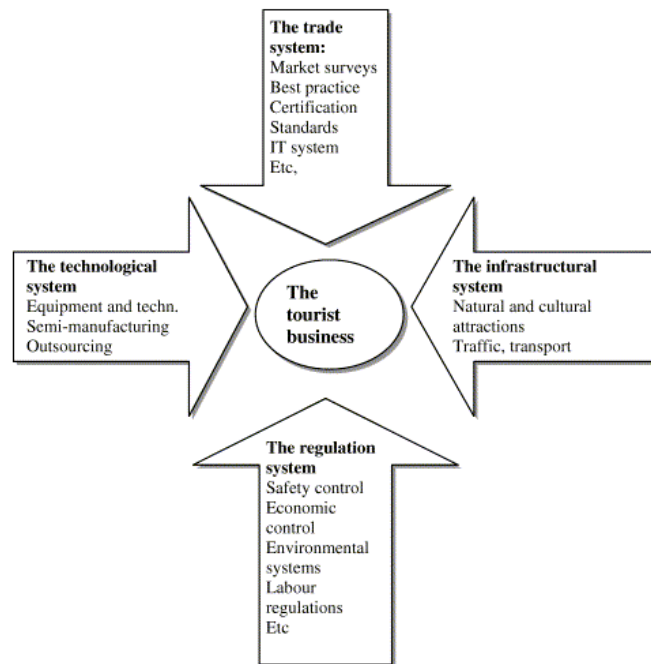 The trade
system:
Market surveys
Best practice
Certification
Standards
IT system
Etc,
The technological
system
Equipment and techn.
Semi-manufacturing
Outsourcing
The
tourist
business
The infrastructural
system
Natural and cultural
attractions
Traffic, transport
The regulation
system
Safety control
Economic
control
Environmental
systems
Labour
regulations
Etc